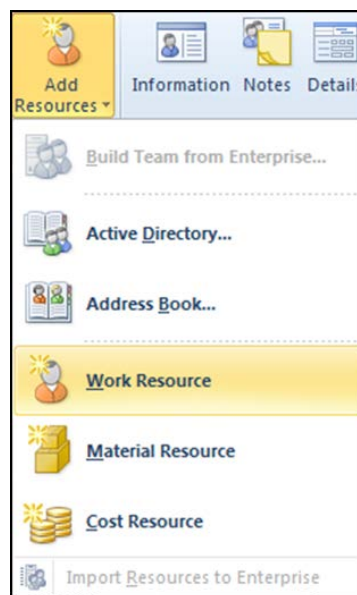 Add Information Notes Details
Resources
Build Team from Enterprise...
Active Directory...
Address Book...
Work Resource
Material Resource
Cost Resource
Import Resources to Enterprise